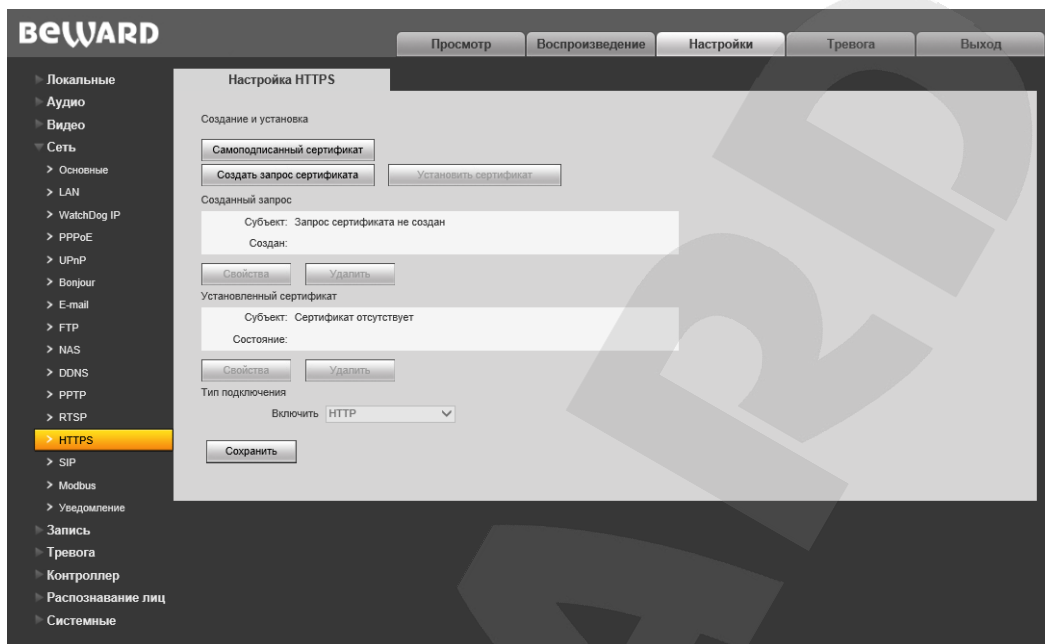 BEWARD
Просмотр Воспроизведение Настройки Тревога Выход
Локальные
Аудио
Видео
Сеть
Основные
LAN
WatchDog IP
PPPoE
UPnP
Bonjour
E-mail
FTP
NAS
DDNS
PPTP
RTSP
HTTPS
SIP
Modbus
Уведомление
Запись
Тревога
Контроллер
Распознавание лиц
Системные
Настройка HTTPS
Создание и установка
Самоподписанный сертификат
Создать запрос сертификата Установить сертификат
Созданный запрос
Субъект: Запрос сертификата не создан
Создан:
Свойства Удалить
Установленный сертификат
Субъект: Сертификат отсутствует
Состояние:
Свойства Удалить
Тип подключения
Включить HTTP
Сохранить